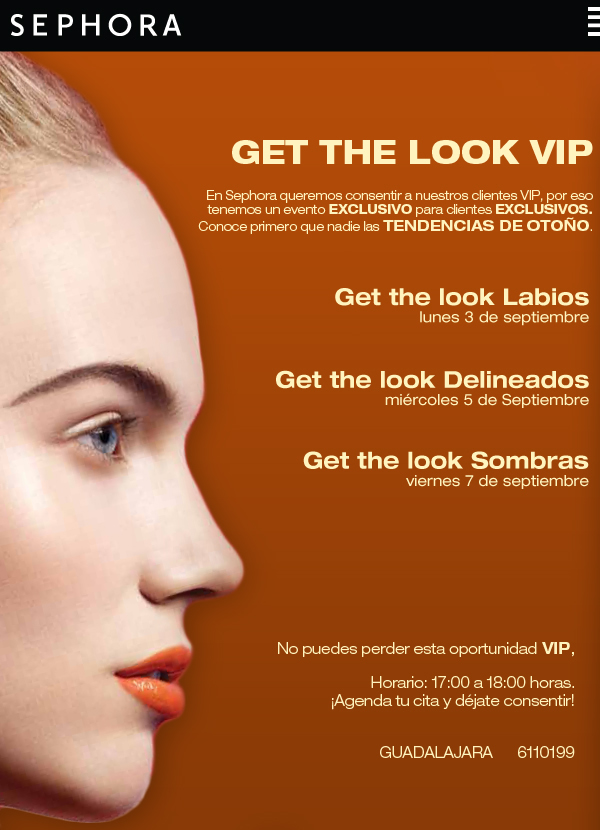 SEPHORA
GET THE LOOK VIP
En Sephora queremos consentir a nuestros clientes VIP, por eso
tenemos un evento EXCLUSIVO para clientes EXCLUSIVOS.
Conoce primero que nadie las TENDENCIAS DE OTOÑO.
Get the look Labios
lunes 3 de septiembre
Get the look Delineados
miércoles 5 de Septiembre
Get the look Sombras
viernes 7 de septiembre
No puedes perder esta oportunidad VIP,
Horario: 17:00 a 18:00 horas.
¡Agenda tu cita y déjate consentir!
GUADALAJARA 6110199